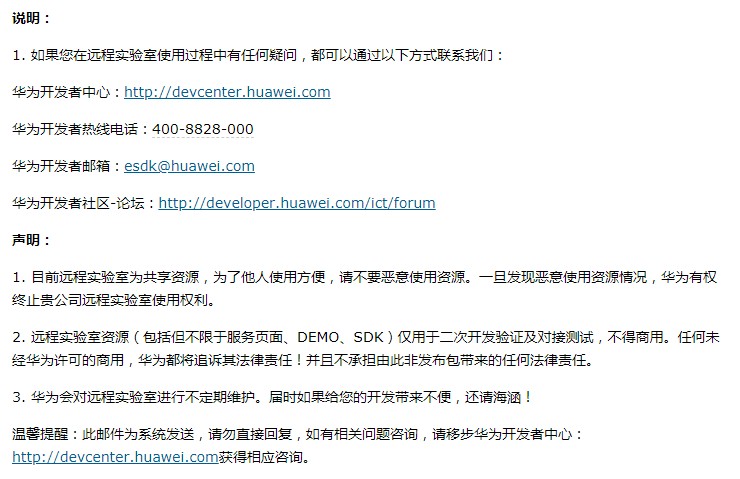 说明：
1. 如果您在远程实验室使用过程中有任何疑问，都可以通过以下方式联系我们：
华为开发者中心：http://devcenter.huawei.com
华为开发者热线电话：400-8828-000
华为开发者邮箱：esdk@huawei.com
华为开发者社区-论坛：http://developer.huawei.com/ict/forum
声明：
1. 目前远程实验室为共享资源，为了他人使用方便，请不要恶意使用资源。一旦发现恶意使用资源情况，华为有权
终止贵公司远程实验室使用权利。
2. 远程实验室资源（包括但不限于服务页面、DEMO、SDK）仅用于二次开发验证及对接测试，不得商用。任何未
经华为许可的商用，华为都将追诉其法律责任！并且不承担由此非发布包带来的任何法律责任。
3. 华为会对远程实验室进行不定期维护。届时如果给您的开发带来不便，还请海涵！
温馨提醒：此邮件为系统发送，请勿直接回复，如有相关问题咨询，请移步华为开发者中心：
http://devcenter.huawei.com获得相应咨询。